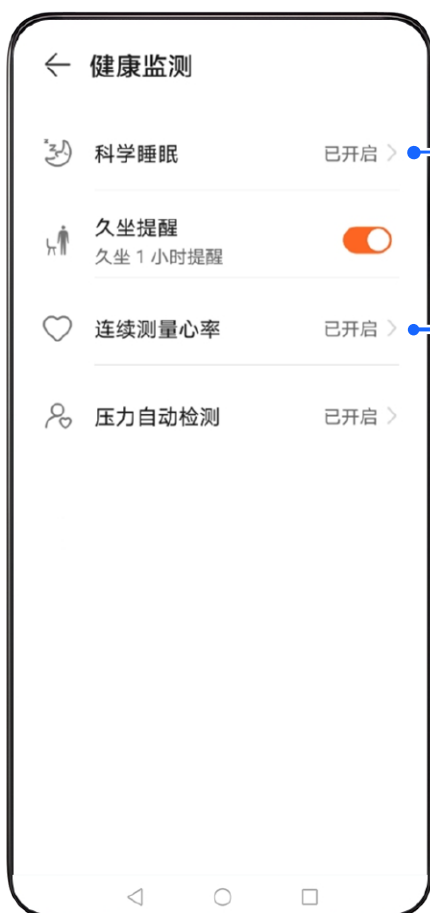 健康监测
科学睡眠 已开启
久坐提醒
久坐 1 小时提醒
连续测量心率 已开启
压力自动检测 已开启